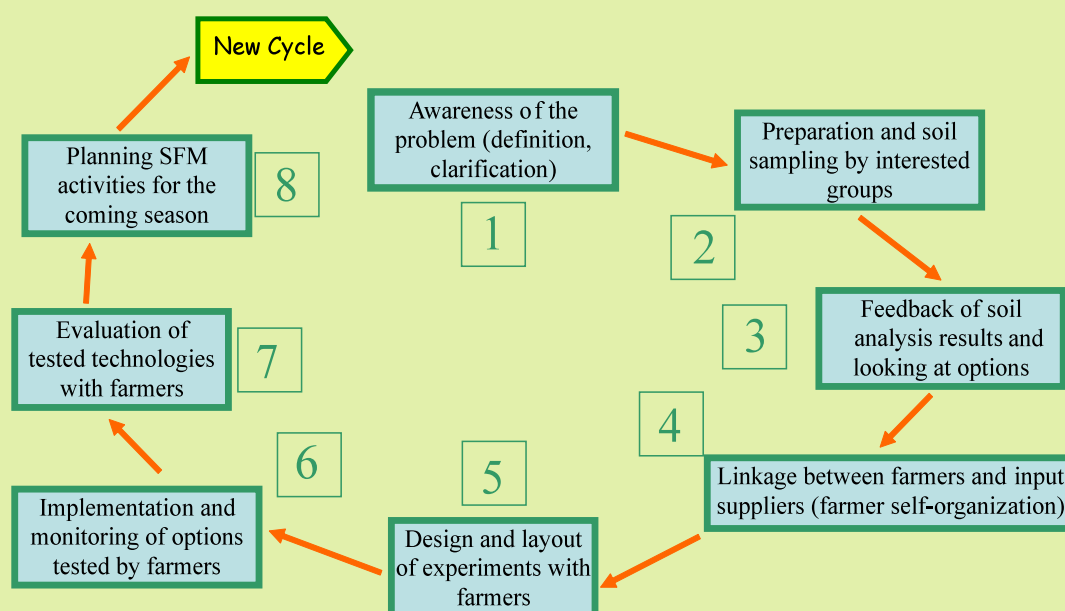 New Cycle
Awareness of the
problem (definition,
clarification)
1
Preparation and soil
sampling by interested
groups
2
Feedback of soil
analysis results and
looking at options
3
Linkage between farmers and input
suppliers (farmer self-organization)
4
Design and layout
of experiments with
farmers
5
Implementation and
monitoring of options
tested by farmers
6
Evaluation of
tested technologies
with farmers
7
Planning SFM
activities for the
coming season
8